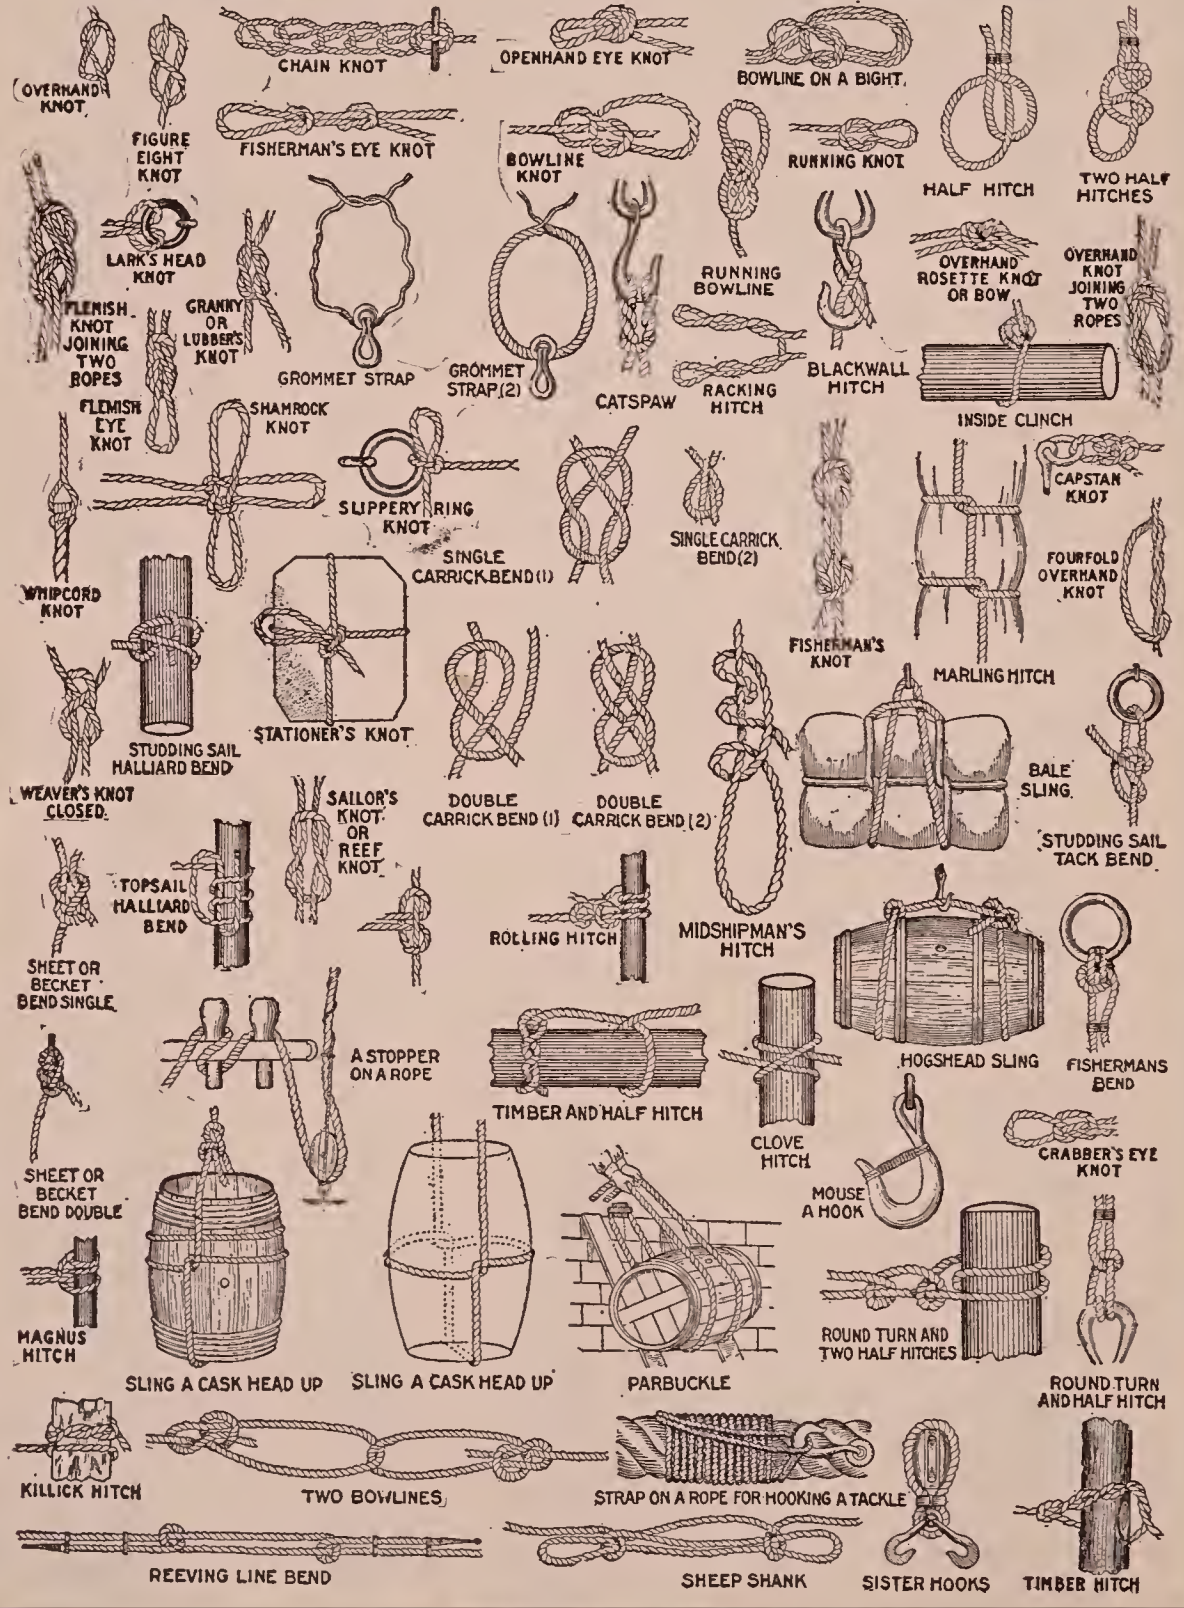 OVERHAND
KNOT.
FIGURE
EIGHT
KNOT
CHAIN KNOT
OPENHAND EYE KNOT
BOWLINE ON A BIGHT.
FISHERMAN'S EYE KNOT
BOWLINE
KNOT
RUNNING KNOT
HALF HITCH
TWO HALF
HITCHES
LARK'S HEAD
KNOT
RUNNING
BOWLINE
OVERHAND
ROSETTE KNOT
OR BOW
OVERHAND
KNOT
JOINING
TWO
ROPES
FLEMISH
KNOT
JOINING
TWO
ROPES
GRANNY
OR
LUBBER'S
KNOT
GROMMET STRAP
GROMMET
STRAP.(2)
CATSPAW
RACKING
HITCH
BLACKWALL
HITCH
INSIDE CLINCH
FLEMISH
EYE
KNOT
SHAMROCK
KNOT
SLIPPERY RING
KNOT
SINGLE
CARRICK BEND (1)
SINGLE CARRICK
BEND (2)
CAPSTAN
KNOT
FOURFOLD
OVERHAND
KNOT
WHIPCORD
KNOT
FISHERMAN'S
KNOT
MARLING HITCH
STUDDING SAIL
HALLIARD BEND
STATIONER'S KNOT
WEAVER'S KNOT
CLOSED.
SAILOR'S
KNOT
OR
REEF
KNOT
DOUBLE
CARRICK BEND (1)
DOUBLE
CARRICK BEND. (2)
BALE
SLING.
STUDDING SAIL
TACK BEND
TOPSAIL
HALLIARD
BEND
ROLLING HITCH
MIDSHIPMAN'S
HITCH
SHEET OR
BECKET
BEND SINGLE.
A STOPPER
ON A ROPE
TIMBER AND HALF HITCH
CLOVE
HITCH
HOGSHEAD SLING
FISHERMANS
BEND
SHEET OR
BECKET
BEND DOUBLE
MOUSE
A HOOK
CRABBER'S EYE
KNOT
MAGNUS
HITCH
SLING A CASK HEAD UP
SLING A CASK HEAD UP
PARBUCKLE
ROUND TURN AND
TWO HALF HITCHES
ROUND TURN
AND HALF HITCH
KILLICK HITCH
TWO BOWLINES
STRAP ON A ROPE FOR HOOKING A TACKLE
REEVING LINE BEND
SHEEP SHANK
SISTER HOOKS
TIMBER HITCH